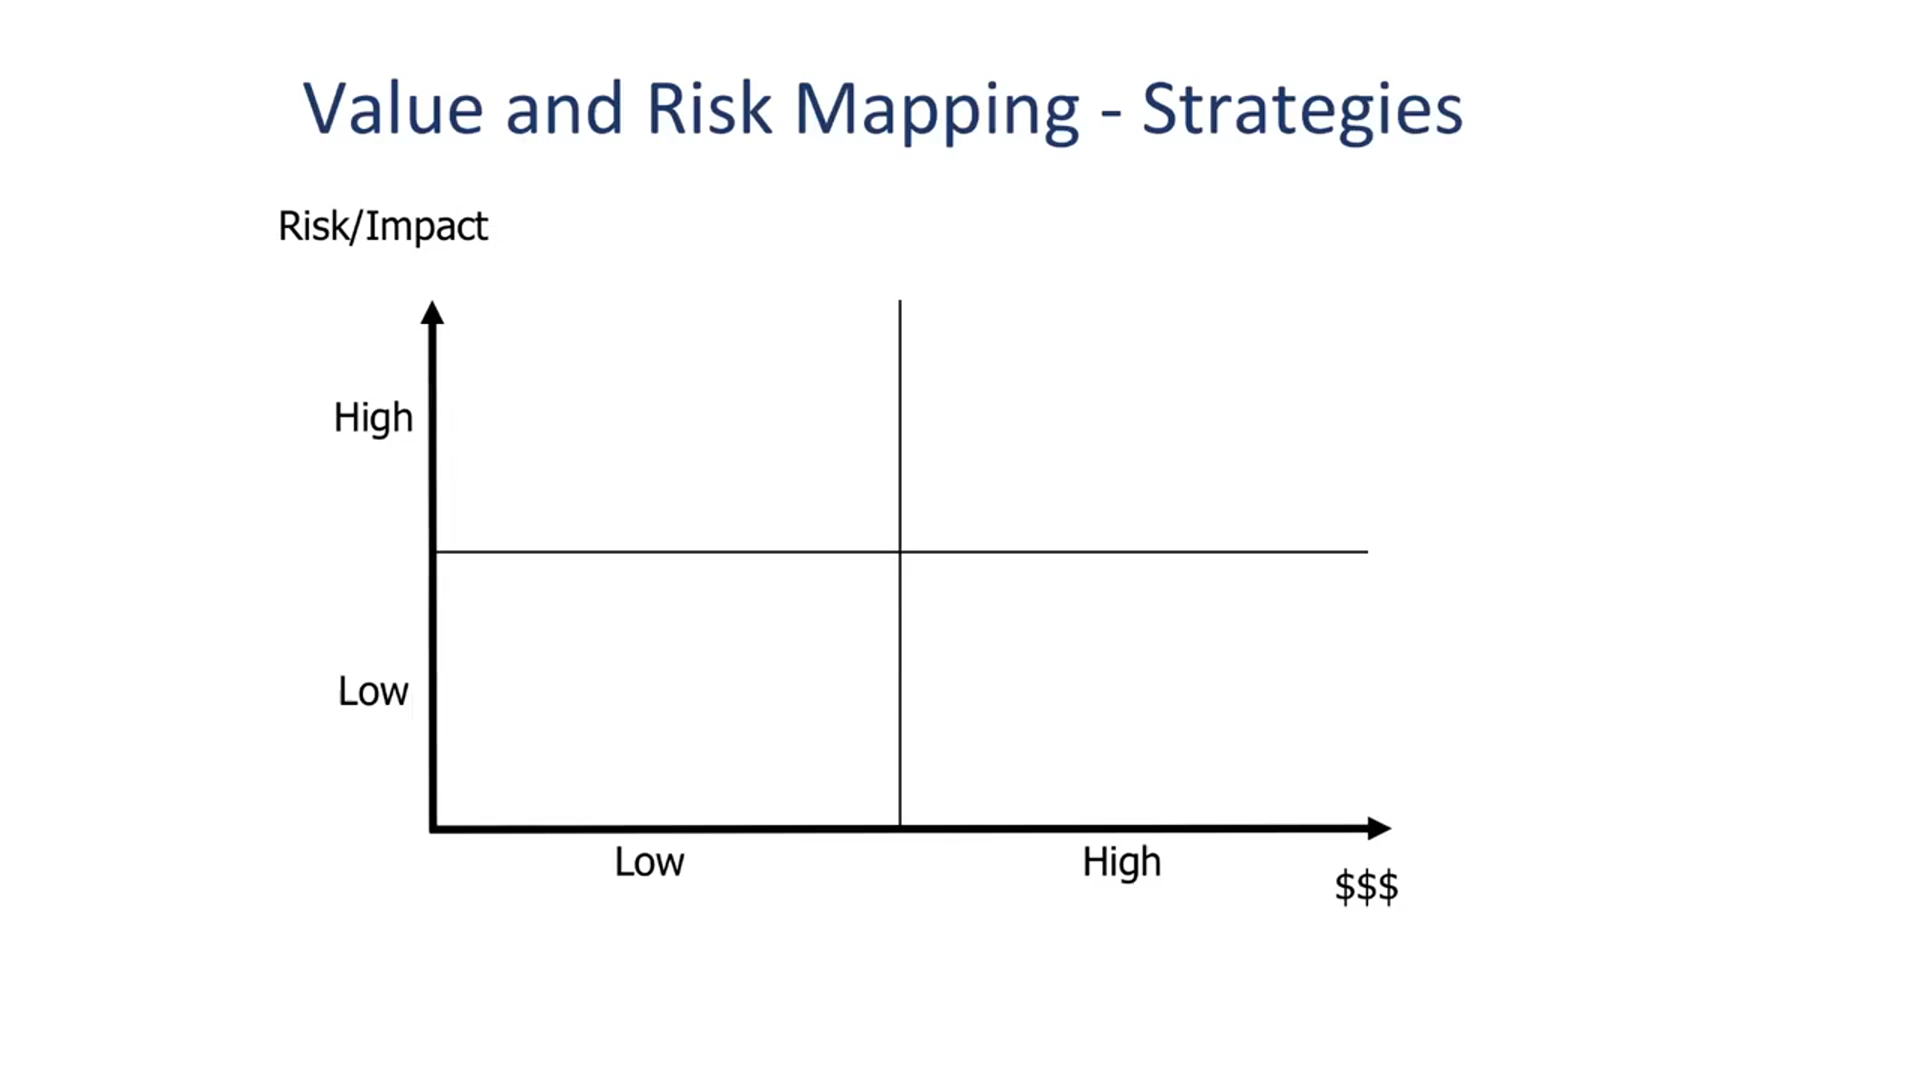 Value and Risk Mapping - Strategies
Risk/Impact
High
Low
Low High
$$$